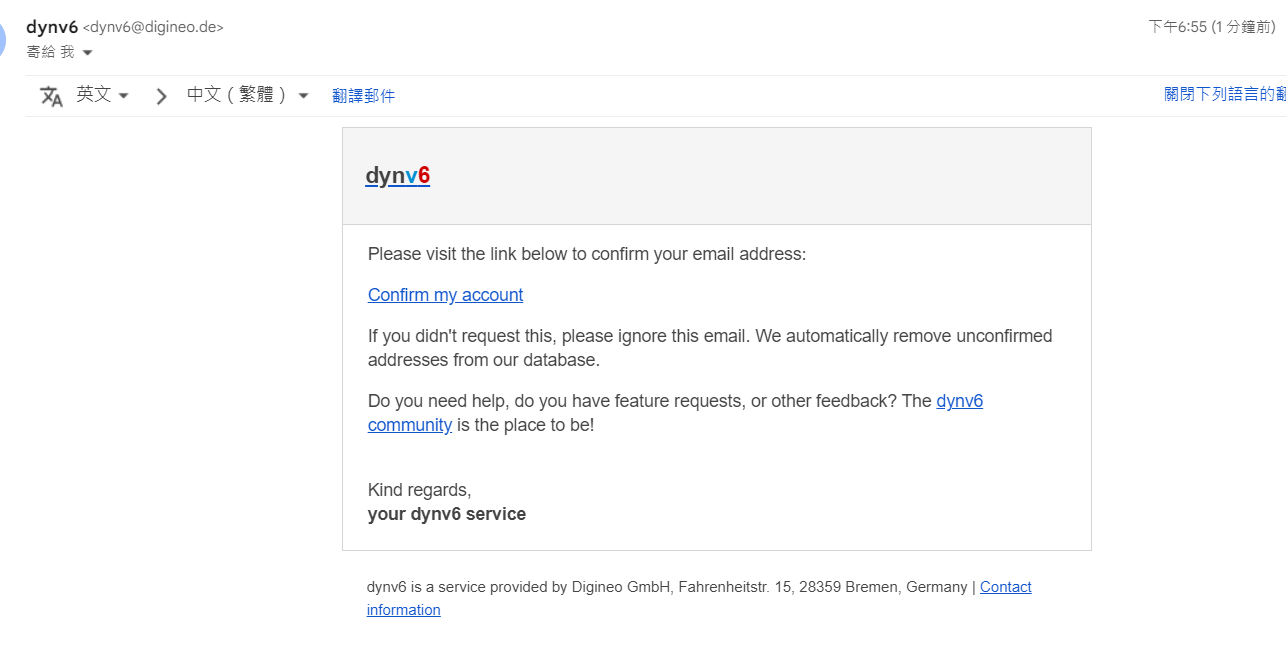 dynv6 <dynv6@digineo.de>
下午6:55 (1 分鐘前)
寄給 我
英文
中文（繁體）
翻譯郵件
關閉下列語言的翻
dynv6
Please visit the link below to confirm your email address:
Confirm my account
If you didn't request this, please ignore this email. We automatically remove unconfirmed
addresses from our database.
Do you need help, do you have feature requests, or other feedback? The dynv6
community is the place to be!
Kind regards,
your dynv6 service
dynv6 is a service provided by Digineo GmbH, Fahrenheitstr. 15, 28359 Bremen, Germany | Contact
information